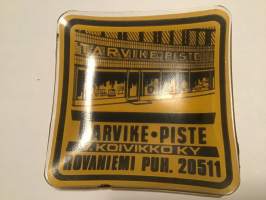 TARVIKE-PISTE
TARVIKE•PISTE
KOIVIKKO KY
ROVANIEMI PUH. 20511